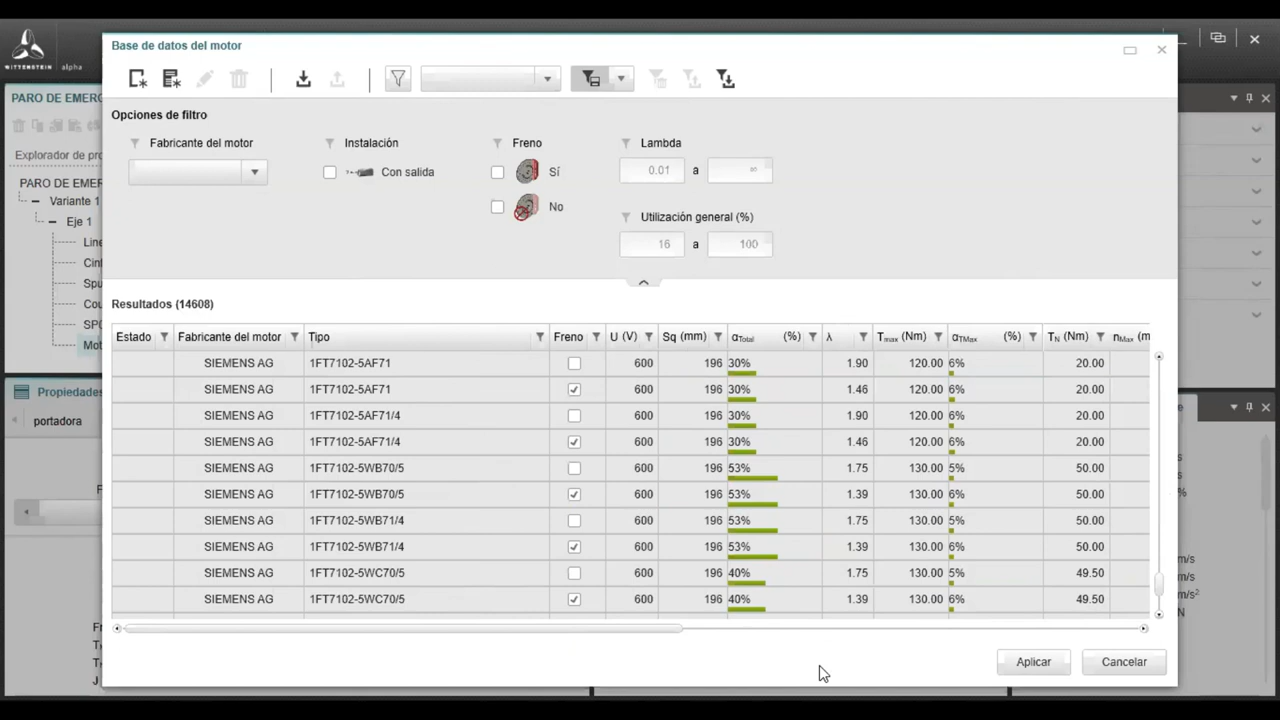 WITTENSTEIN alpha
Base de datos del motor
PARO DE EMERG
Opciones de filtro
Fabricante del motor Instalación Freno Lambda
Explorador de pro
Con salida Sí 0.01 a ∞
PARO DE EMER
Variante 1
No
Eje 1 Utilización general (%)
Line
16 a 100
Cint
Spu
Cou
Resultados (14608)
SPC
Mot
Estado Fabricante del motor Tipo Freno U (V) Sq (mm) αTotal (%) λ Tmax (Nm) αTMax (%) TN (Nm) nMax (m
SIEMENS AG 1FT7102-5AF71 600 196 30% 1.90 120.00 6% 20.00
SIEMENS AG 1FT7102-5AF71 ✓ 600 196 30% 1.46 120.00 6% 20.00
Propiedades
SIEMENS AG 1FT7102-5AF71/4 600 196 30% 1.90 120.00 6% 20.00
portadora
SIEMENS AG 1FT7102-5AF71/4 ✓ 600 196 30% 1.46 120.00 6% 20.00
SIEMENS AG 1FT7102-5WB70/5 600 196 53% 1.75 130.00 5% 50.00
SIEMENS AG 1FT7102-5WB70/5 ✓ 600 196 53% 1.39 130.00 6% 50.00
SIEMENS AG 1FT7102-5WB71/4 600 196 53% 1.75 130.00 5% 50.00
SIEMENS AG 1FT7102-5WB71/4 ✓ 600 196 53% 1.39 130.00 6% 50.00
SIEMENS AG 1FT7102-5WC70/5 600 196 40% 1.75 130.00 5% 49.50
SIEMENS AG 1FT7102-5WC70/5 ✓ 600 196 40% 1.39 130.00 6% 49.50
%
m/s
m/s
m/s²
N
Aplicar Cancelar